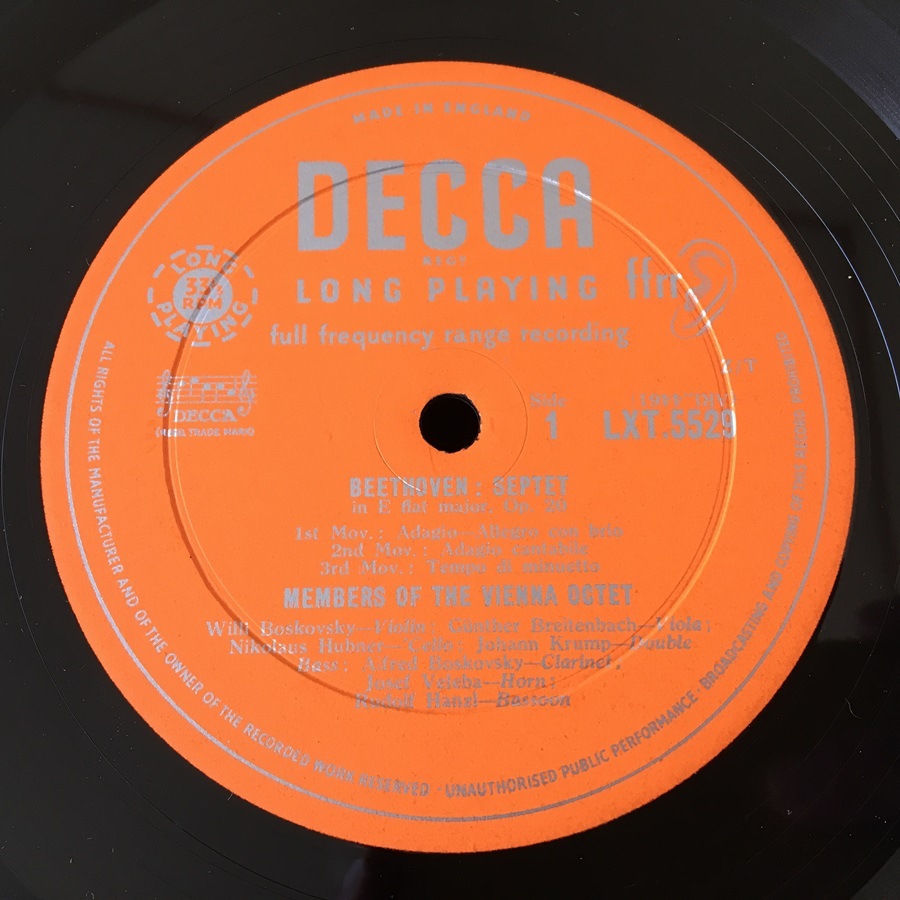 MADE IN ENGLAND
DECCA
REGD
LONG PLAYING ffrr
LONG
33⅓
RPM
PLAYING
full frequency range recording
DECCA
(REGD. TRADE MARK)
Side
1
LXT.5529
BEETHOVEN : SEPTET
in E flat major, Op. 20
1st Mov. : Adagio—Allegro con brio
2nd Mov. : Adagio cantabile
3rd Mov. : Tempo di minuetto
MEMBERS OF THE VIENNA OCTET
Willi Boskovsky—Violin; Günther Breitenbach—Viola;
Nikolaus Hubner—'Cello; Johann Krump—Double
Bass; Alfred Boskovsky—Clarinet;
Josef Veleba—Horn;
Rudolf Hanzl—Bassoon
ALL RIGHTS OF THE MANUFACTURER AND OF THE OWNER OF THE RECORDED WORK RESERVED · UNAUTHORISED PUBLIC PERFORMANCE · BROADCASTING AND COPYING OF THIS RECORD PROHIBITED